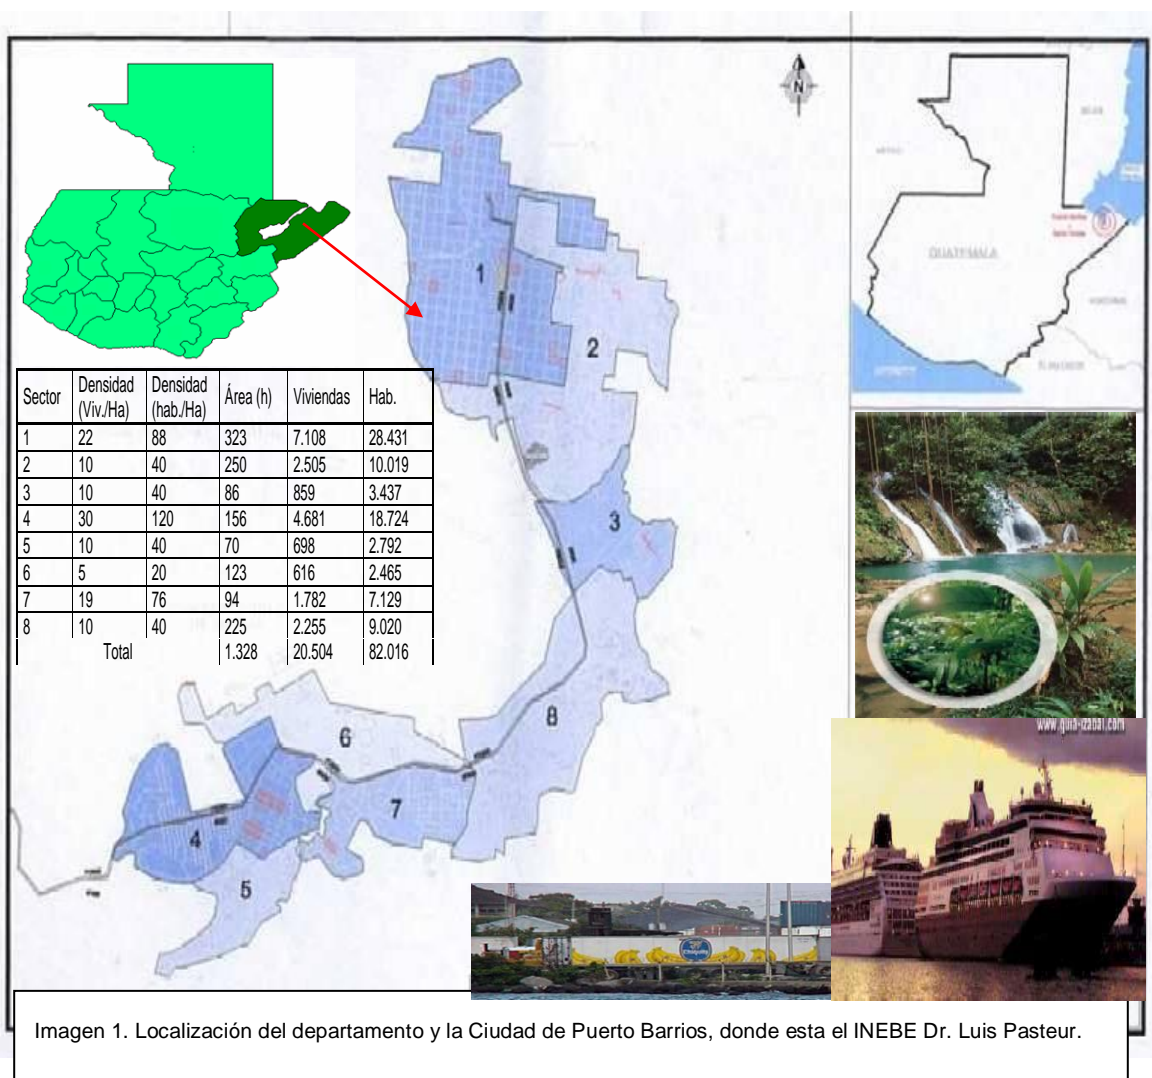 N
GUATEMALA
1
2
3
4
5
6
7
8
Sector Densidad (Viv./Ha) Densidad (hab./Ha) Área (h) Viviendas Hab.
1 22 88 323 7.108 28.431
2 10 40 250 2.505 10.019
3 10 40 86 859 3.437
4 30 120 156 4.681 18.724
5 10 40 70 698 2.792
6 5 20 123 616 2.465
7 19 76 94 1.782 7.129
8 10 40 225 2.255 9.020
Total 1.328 20.504 82.016
www.guia-izabal.com
Chiquita
Imagen 1. Localización del departamento y la Ciudad de Puerto Barrios, donde esta el INEBE Dr. Luis Pasteur.